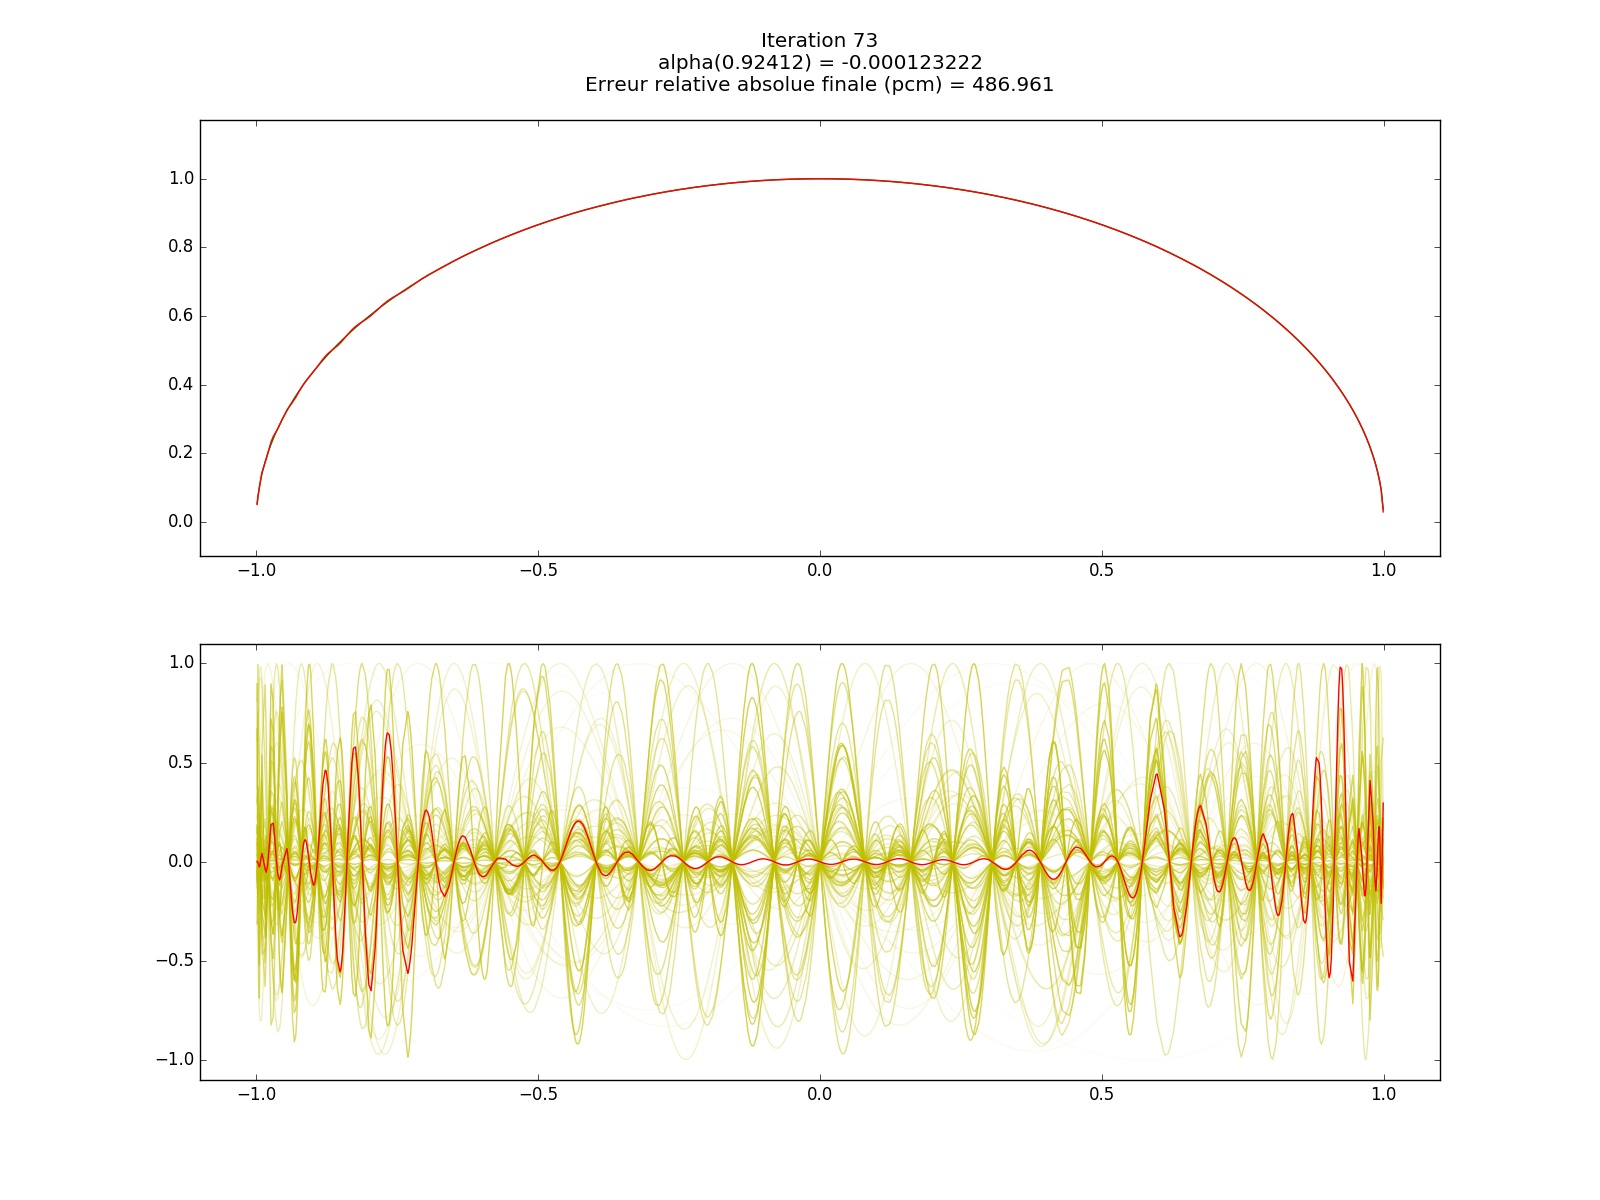 Iteration 73
alpha(0.92412) = -0.000123222
Erreur relative absolue finale (pcm) = 486.961
1.0
0.8
0.6
0.4
0.2
0.0
−1.0 −0.5 0.0 0.5 1.0
1.0
0.5
0.0
−0.5
−1.0
−1.0 −0.5 0.0 0.5 1.0